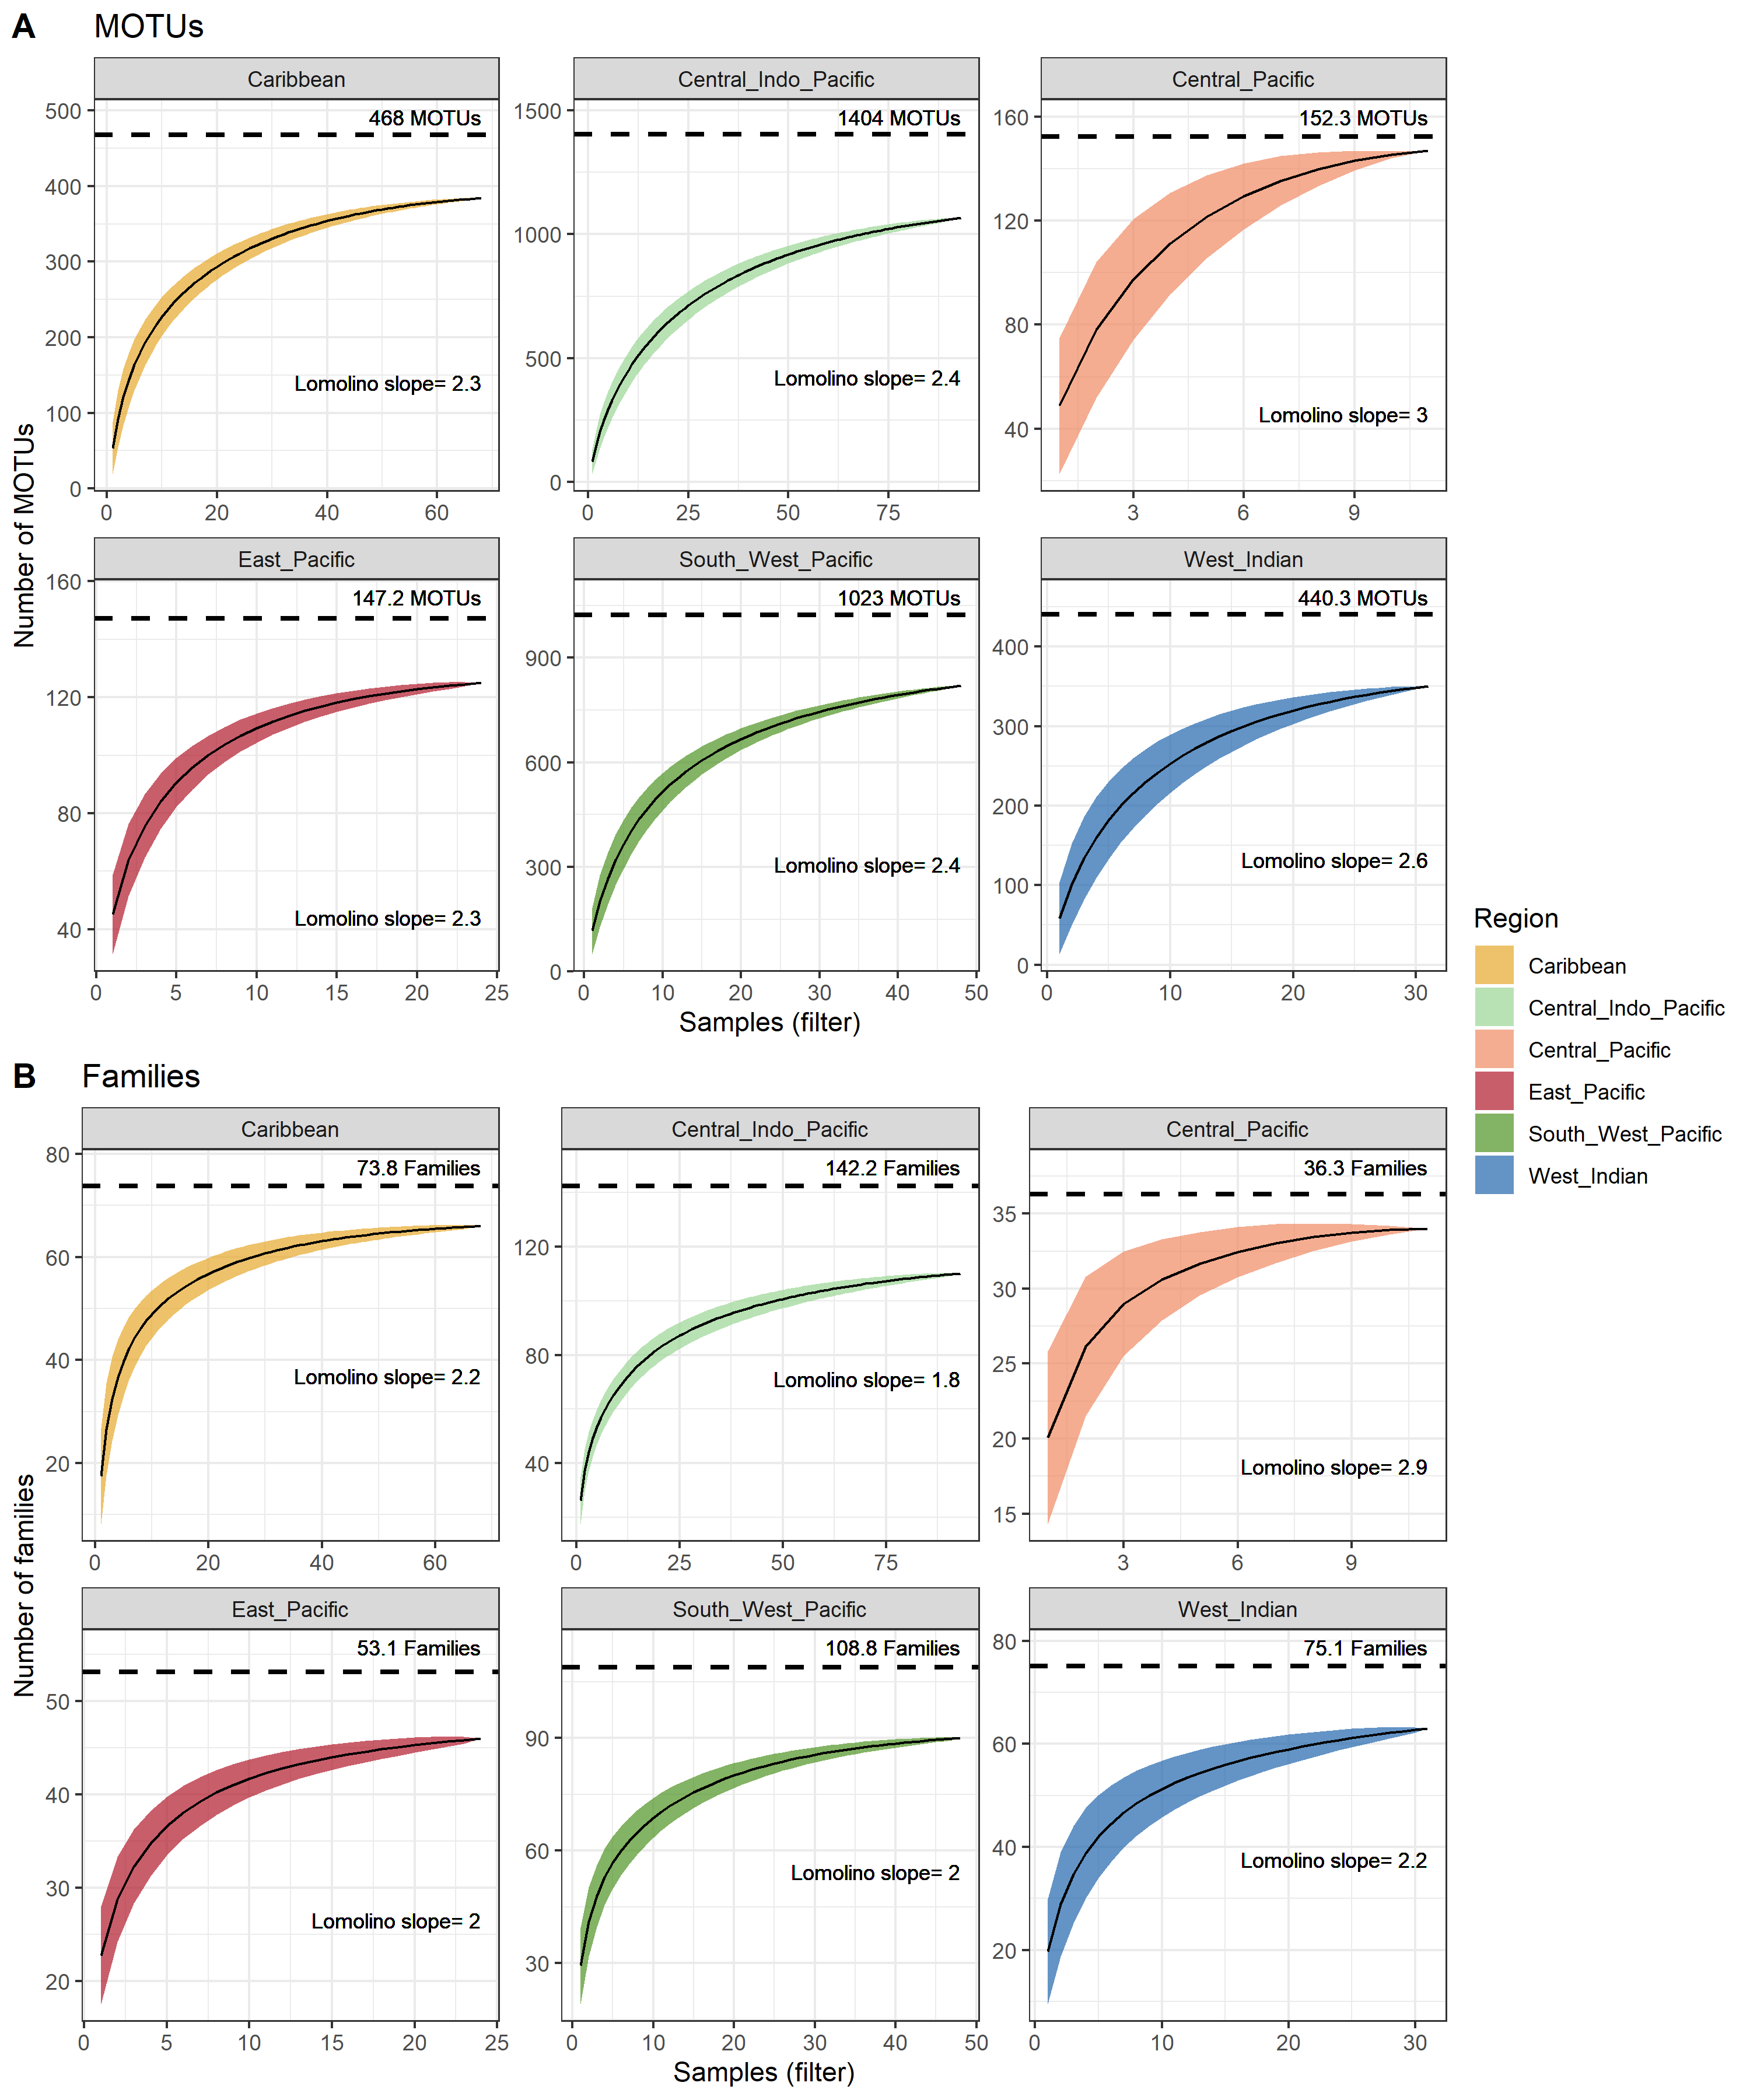 A MOTUs
Number of MOTUs
Caribbean
500
400
300
200
100
0
468 MOTUs
Lomolino slope= 2.3
0 20 40 60
Central_Indo_Pacific
1500
1000
500
0
1404 MOTUs
Lomolino slope= 2.4
0 25 50 75
Central_Pacific
160
120
80
40
152.3 MOTUs
Lomolino slope= 3
3 6 9
East_Pacific
160
120
80
40
147.2 MOTUs
Lomolino slope= 2.3
0 5 10 15 20 25
South_West_Pacific
900
600
300
0
1023 MOTUs
Lomolino slope= 2.4
0 10 20 30 40 50
West_Indian
400
300
200
100
0
440.3 MOTUs
Lomolino slope= 2.6
0 10 20 30
Samples (filter)
B Families
Number of families
Caribbean
80
60
40
20
73.8 Families
Lomolino slope= 2.2
0 20 40 60
Central_Indo_Pacific
120
80
40
142.2 Families
Lomolino slope= 1.8
0 25 50 75
Central_Pacific
35
30
25
20
15
36.3 Families
Lomolino slope= 2.9
3 6 9
East_Pacific
50
40
30
20
53.1 Families
Lomolino slope= 2
0 5 10 15 20 25
South_West_Pacific
90
60
30
108.8 Families
Lomolino slope= 2
0 10 20 30 40 50
West_Indian
80
60
40
20
75.1 Families
Lomolino slope= 2.2
0 10 20 30
Samples (filter)
Region
Caribbean
Central_Indo_Pacific
Central_Pacific
East_Pacific
South_West_Pacific
West_Indian